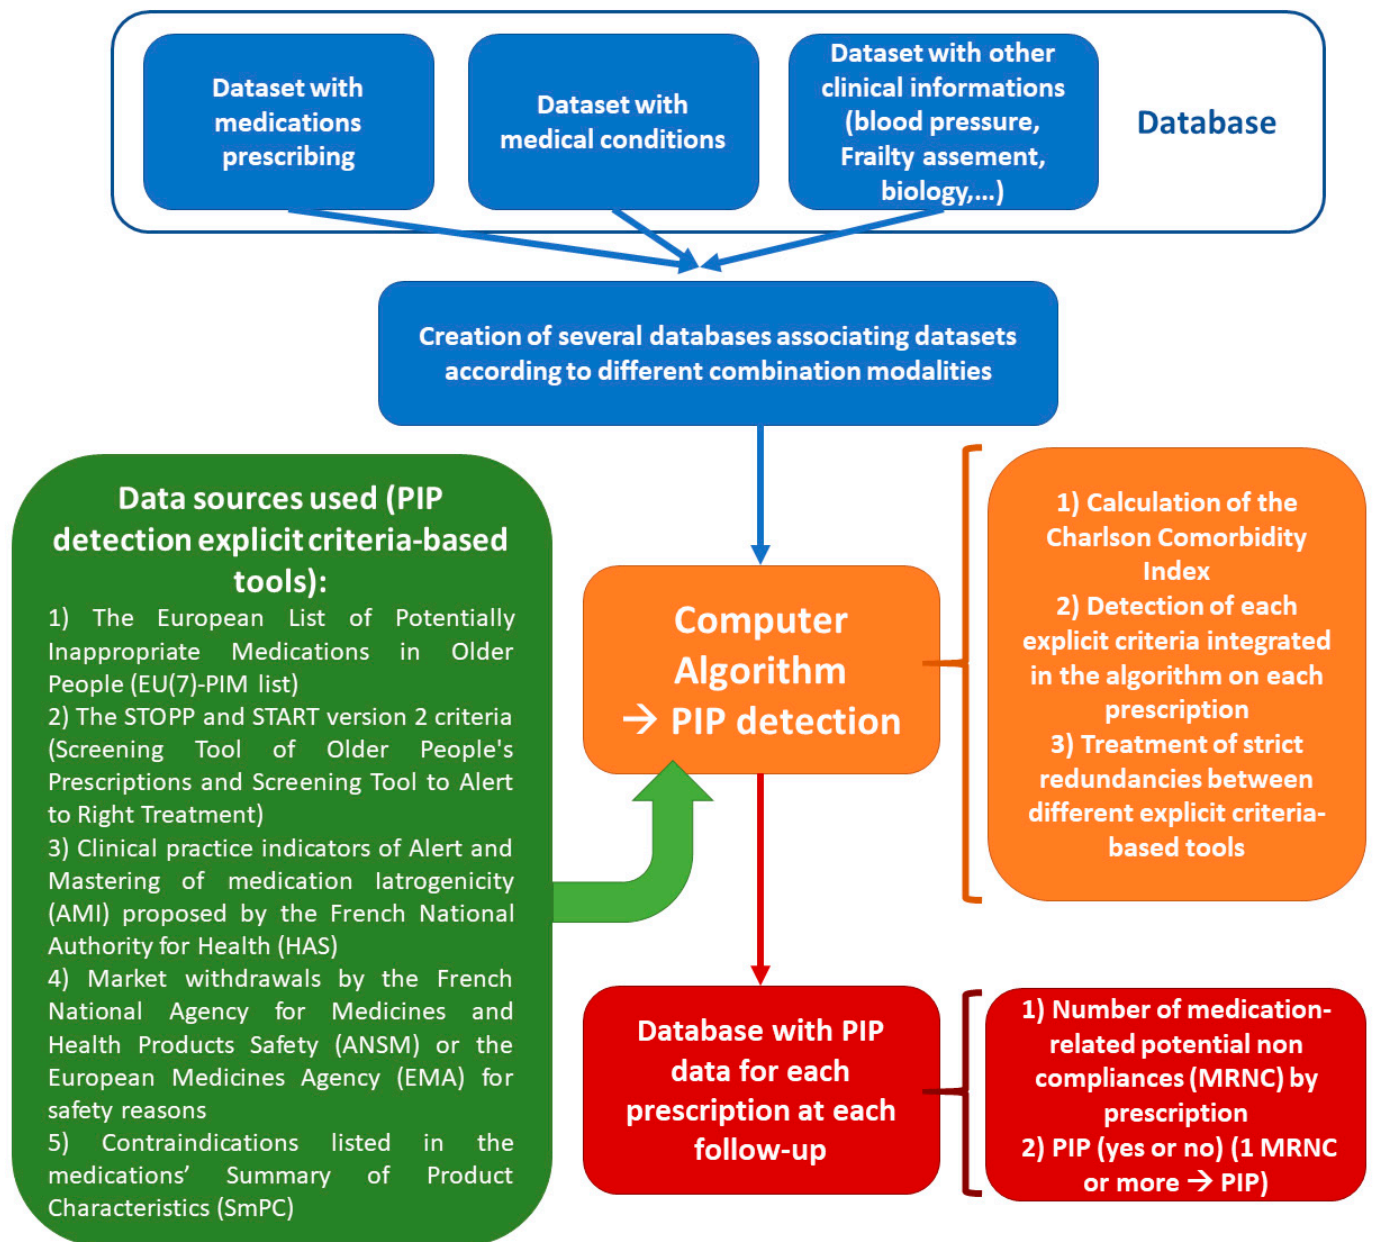 Dataset with
medications
prescribing
Dataset with
medical conditions
Dataset with other
clinical informations
(blood pressure,
Frailty assement,
biology,...)
Database
Creation of several databases associating datasets
according to different combination modalities
Data sources used (PIP
detection explicit criteria-based
tools):
1) The European List of Potentially
Inappropriate Medications in Older
People (EU(7)-PIM list)
2) The STOPP and START version 2 criteria
(Screening Tool of Older People's
Prescriptions and Screening Tool to Alert
to Right Treatment)
3) Clinical practice indicators of Alert and
Mastering of medication Iatrogenicity
(AMI) proposed by the French National
Authority for Health (HAS)
4) Market withdrawals by the French
National Agency for Medicines and
Health Products Safety (ANSM) or the
European Medicines Agency (EMA) for
safety reasons
5) Contraindications listed in the
medications’ Summary of Product
Characteristics (SmPC)
Computer
Algorithm
→ PIP detection
1) Calculation of the
Charlson Comorbidity
Index
2) Detection of each
explicit criteria integrated
in the algorithm on each
prescription
3) Treatment of strict
redundancies between
different explicit criteria-
based tools
Database with PIP
data for each
prescription at each
follow-up
1) Number of medication-
related potential non
compliances (MRNC) by
prescription
2) PIP (yes or no) (1 MRNC
or more → PIP)